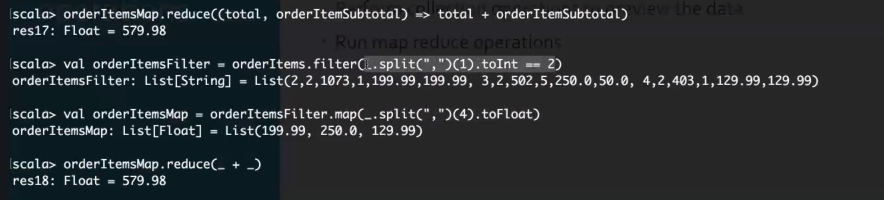 scala> orderItemsMap.reduce((total, orderItemSubtotal) => total + orderItemSubtotal)
res17: Float = 579.98
Run map reduce operations
scala> val orderItemsFilter = orderItems.filter(_.split(",")(1).toInt == 2)
orderItemsFilter: List[String] = List(2,2,1073,1,199.99,199.99, 3,2,502,5,250.0,50.0, 4,2,403,1,129.99,129.99)
scala> val orderItemsMap = orderItemsFilter.map(_.split(",")(4).toFloat)
orderItemsMap: List[Float] = List(199.99, 250.0, 129.99)
scala> orderItemsMap.reduce(_ + _)
res18: Float = 579.98